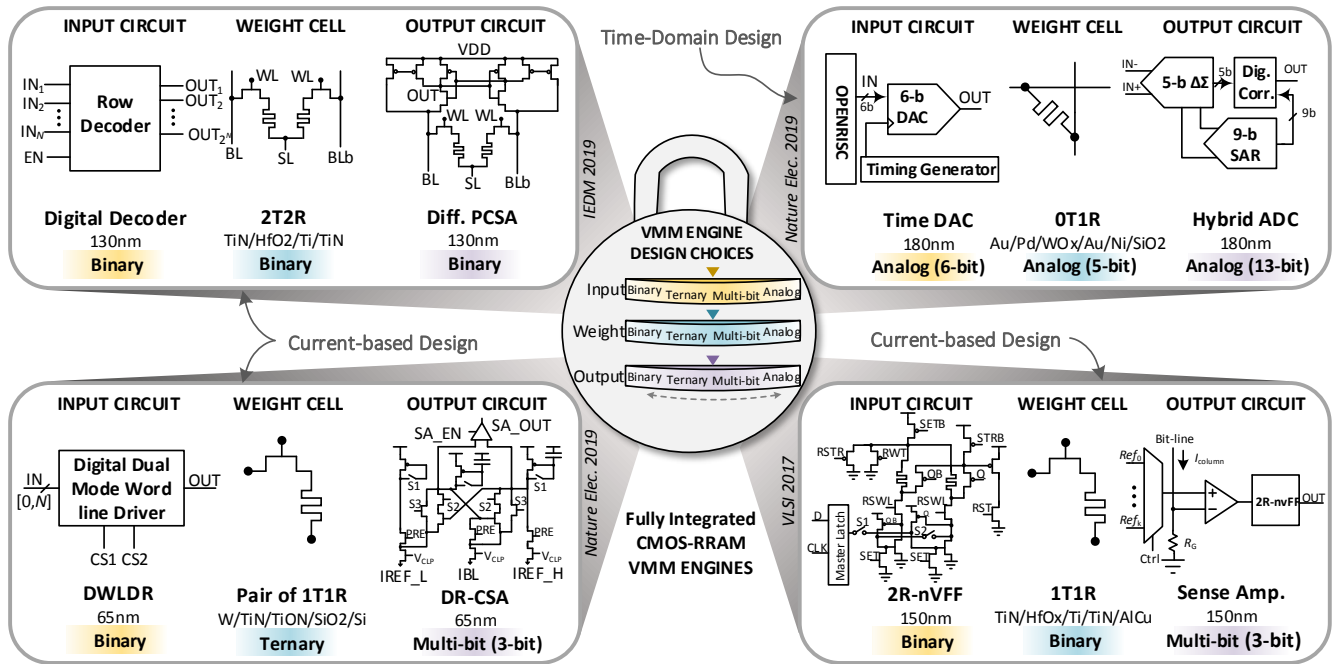 INPUT CIRCUIT
WEIGHT CELL
OUTPUT CIRCUIT
IN1
IN2
INN
EN
Row
Decoder
OUT1
OUT2
OUT2N
WL WL
BL SL BLb
VDD
OUT
WL WL
BL SL BLb
Digital Decoder
130nm
Binary
2T2R
TiN/HfO2/Ti/TiN
Binary
Diff. PCSA
130nm
Binary
IEDM 2019
Time-Domain Design
Nature Elec. 2019
INPUT CIRCUIT
WEIGHT CELL
OUTPUT CIRCUIT
OPENRISC
IN
6b
6-b
DAC
OUT
Timing Generator
IN-
IN+
5-b ΔΣ
5b
Dig.
Corr.
OUT
9b
9-b
SAR
Time DAC
180nm
Analog (6-bit)
0T1R
Au/Pd/WOx/Au/Ni/SiO2
Analog (5-bit)
Hybrid ADC
180nm
Analog (13-bit)
VMM ENGINE
DESIGN CHOICES
Input Binary Ternary Multi-bit Analog
Weight Binary Ternary Multi-bit Analog
Output Binary Ternary Multi-bit Analog
Fully Integrated
CMOS-RRAM
VMM ENGINES
Current-based Design
Current-based Design
INPUT CIRCUIT
WEIGHT CELL
OUTPUT CIRCUIT
IN
[0,N]
Digital Dual
Mode Word
line Driver
OUT
CS1 CS2
SA_EN
SA_OUT
S1 S1
S3 S2 S2 S3
PRE PRE PRE
VCLP VCLP VCLP
IREF_L IBL IREF_H
DWLDR
65nm
Binary
Pair of 1T1R
W/TiN/TiON/SiO2/Si
Ternary
DR-CSA
65nm
Multi-bit (3-bit)
Nature Elec. 2019
VLSI 2017
INPUT CIRCUIT
WEIGHT CELL
OUTPUT CIRCUIT
SETB
STRB
RSTR
RWT
QB Q
RSWL RSWL
RST
D
CLK
Master Latch
S1
QB
S2
Q
SET SET
Ref0
Refk
Ctrl
Bit-line
Icolumn
RG
2R-nvFF
OUT
2R-nVFF
150nm
Binary
1T1R
TiN/HfOx/Ti/TiN/AlCu
Binary
Sense Amp.
150nm
Multi-bit (3-bit)